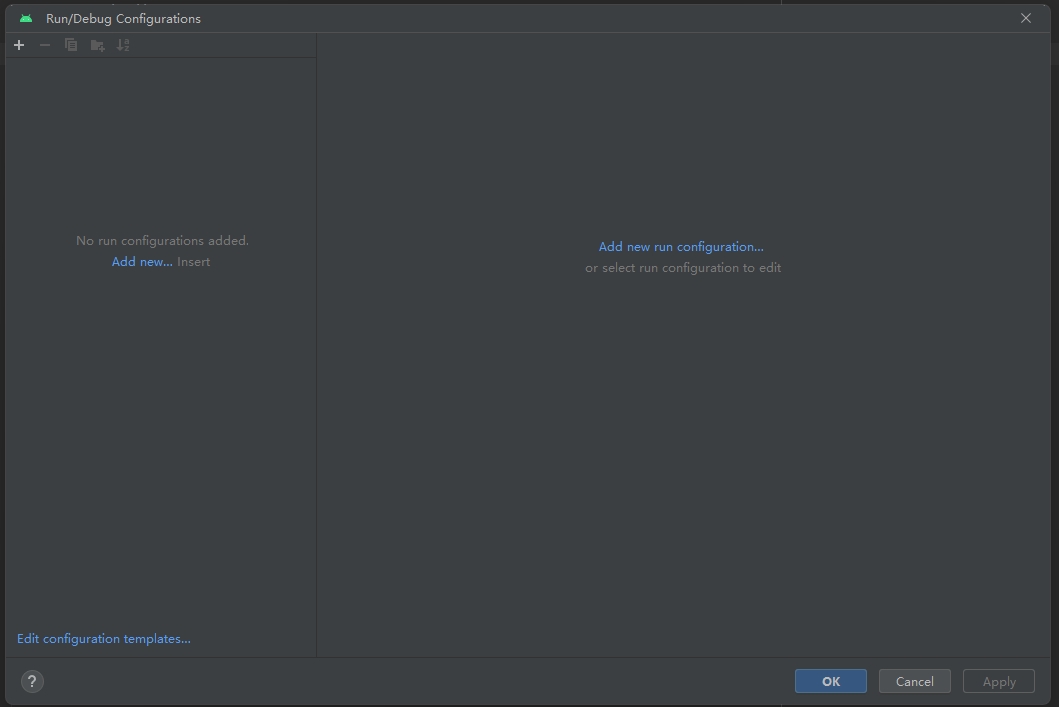 Run/Debug Configurations
No run configurations added.
Add new... Insert
Add new run configuration...
or select run configuration to edit
Edit configuration templates...
?
OK
Cancel
Apply